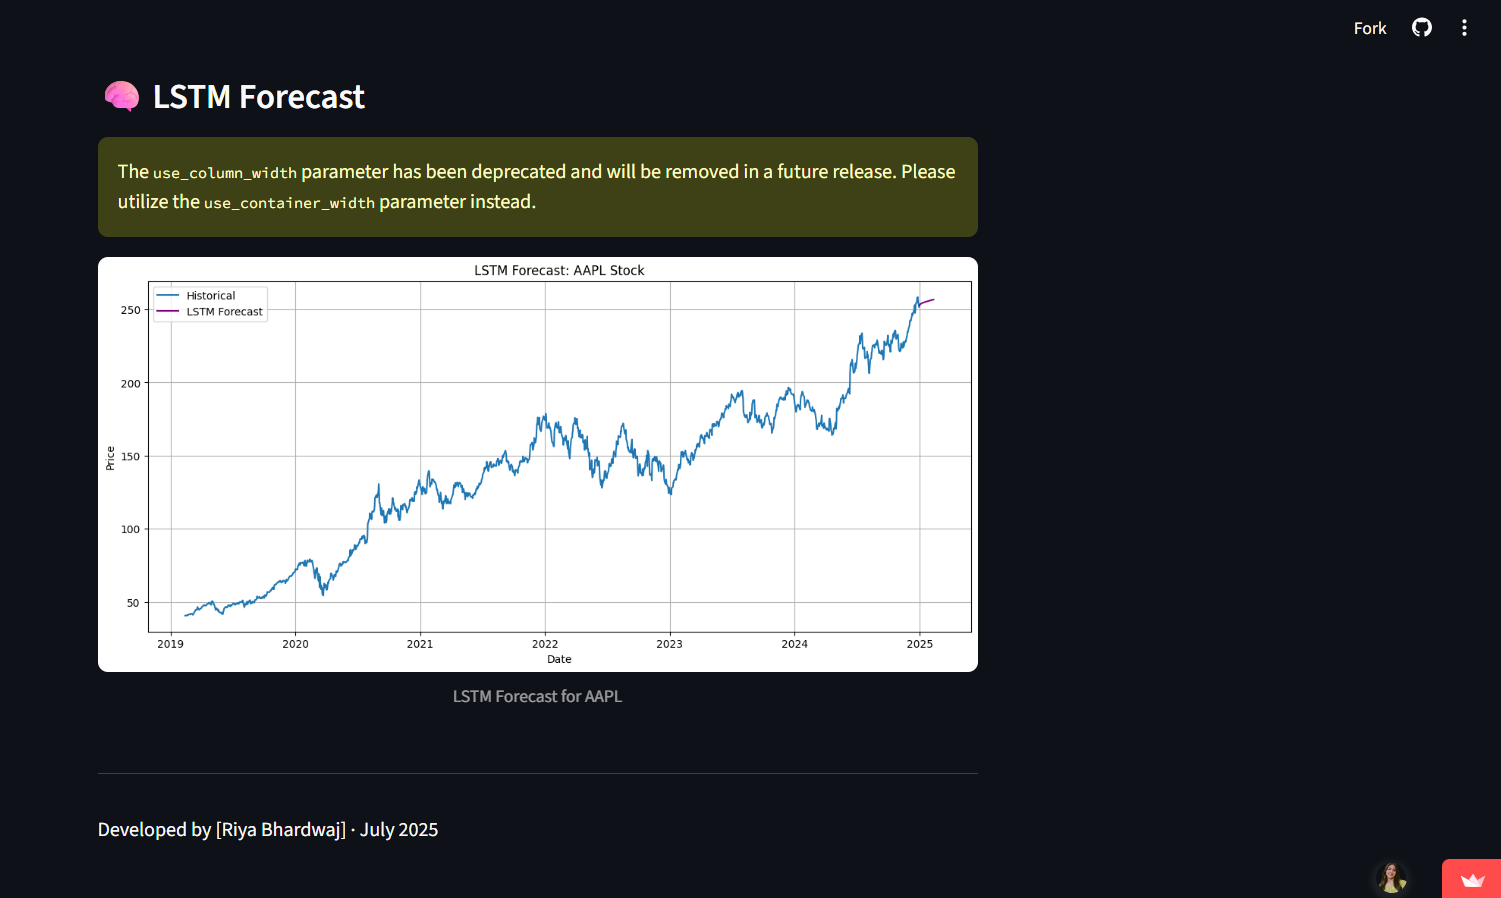 Fork
LSTM Forecast
The use_column_width parameter has been deprecated and will be removed in a future release. Please
utilize the use_container_width parameter instead.
LSTM Forecast: AAPL Stock
Historical
LSTM Forecast
250
200
150
100
50
Price
2019 2020 2021 2022 2023 2024 2025
Date
LSTM Forecast for AAPL
Developed by [Riya Bhardwaj] · July 2025